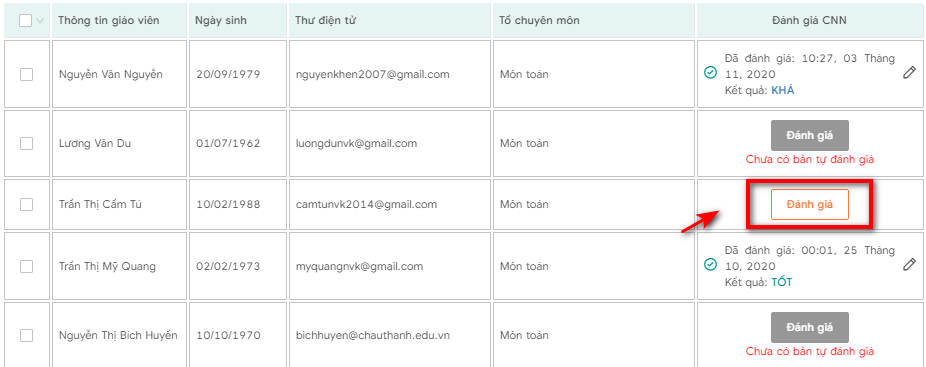 Thông tin giáo viên Ngày sinh Thư điện tử Tổ chuyên môn Đánh giá CNN
Nguyễn Văn Nguyễn 20/09/1979 nguyenkhen2007@gmail.com Môn toán Đã đánh giá: 10:27, 03 Tháng
11, 2020
Kết quả: KHÁ
Lương Văn Du 01/07/1962 luongdunvk@gmail.com Môn toán Đánh giá
Chưa có bản tự đánh giá
Trần Thị Cẩm Tú 10/02/1988 camtunvk2014@gmail.com Môn toán Đánh giá
Trần Thị Mỹ Quang 02/02/1973 myquangnvk@gmail.com Môn toán Đã đánh giá: 00:01, 25 Tháng
10, 2020
Kết quả: TỐT
Nguyễn Thị Bích Huyền 10/10/1970 bichhuyen@chauthanh.edu.vn Môn toán Đánh giá
Chưa có bản tự đánh giá